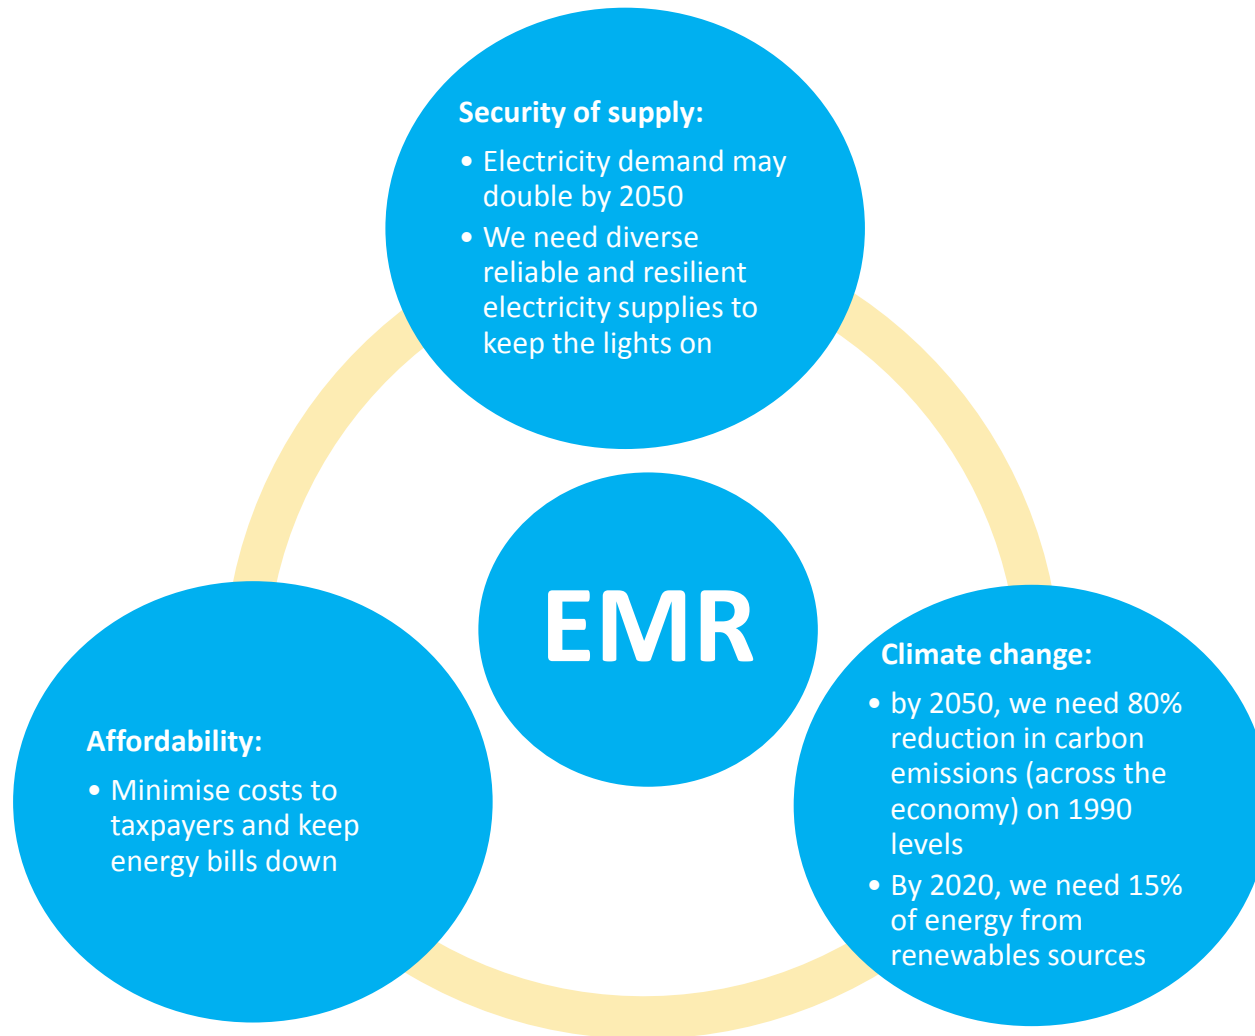 Security of supply:
• Electricity demand may
double by 2050
• We need diverse
reliable and resilient
electricity supplies to
keep the lights on
EMR
Affordability:
• Minimise costs to
taxpayers and keep
energy bills down
Climate change:
• by 2050, we need 80%
reduction in carbon
emissions (across the
economy) on 1990
levels
• By 2020, we need 15%
of energy from
renewables sources